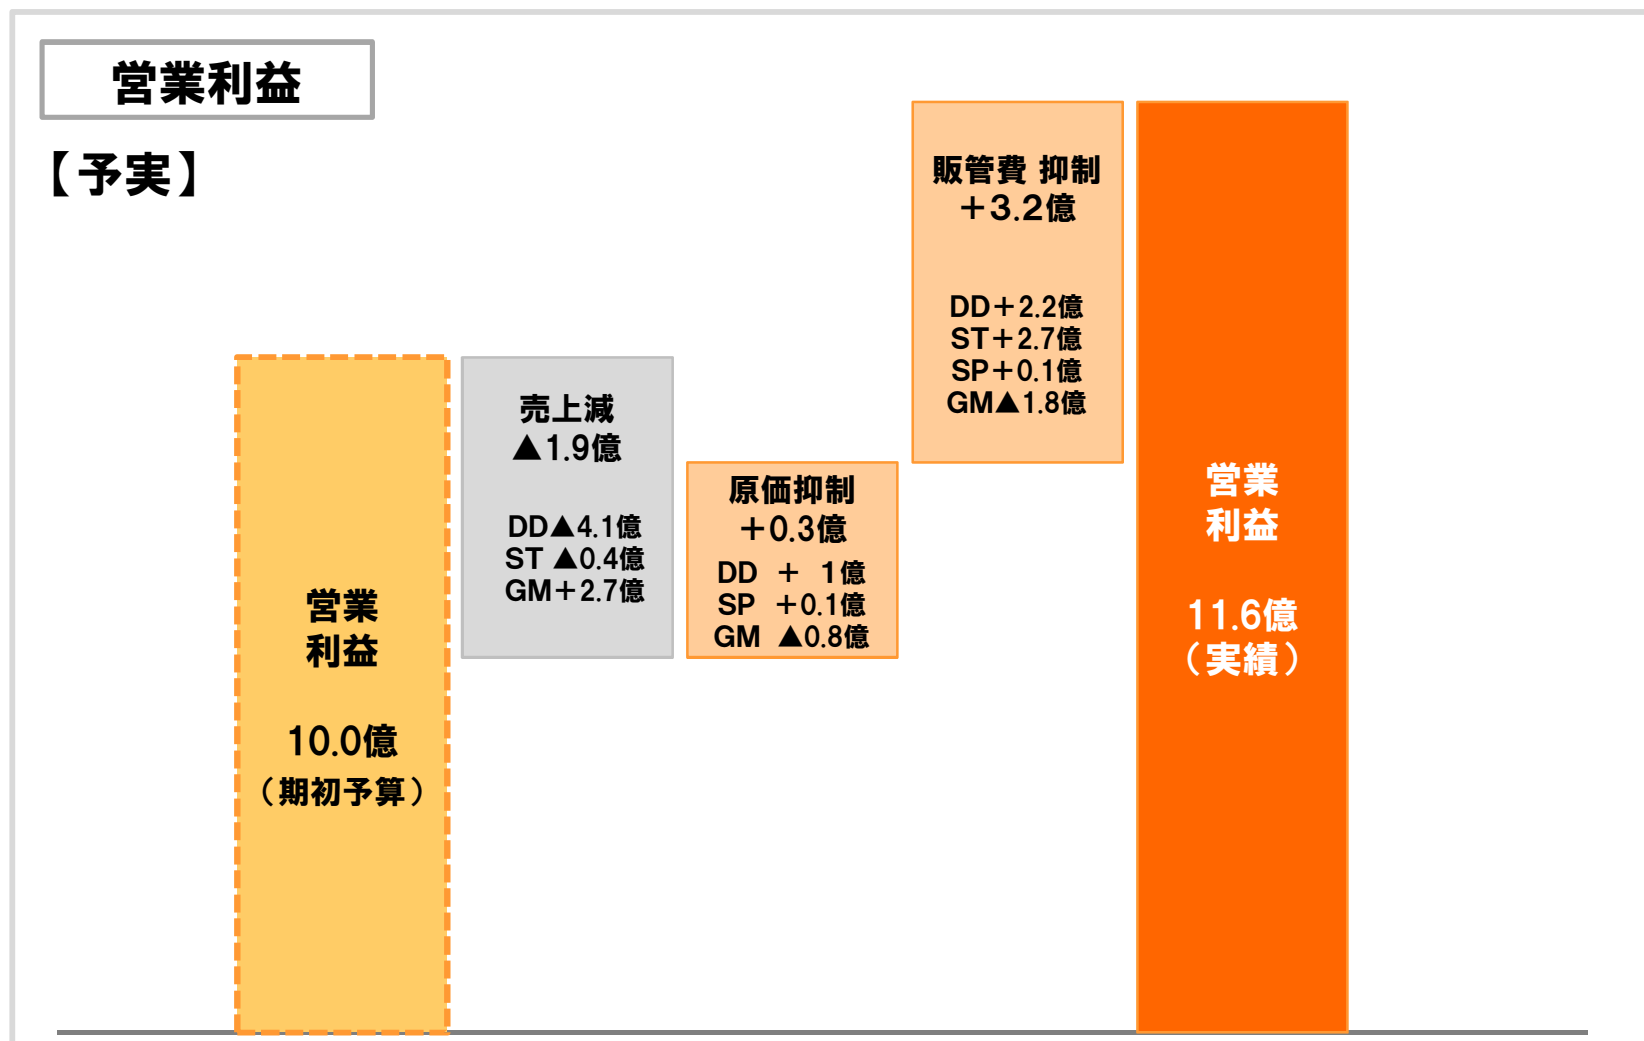 営業利益
【予実】
営業
利益
10.0億
（期初予算）
売上減
▲1.9億
DD▲4.1億
ST ▲0.4億
GM＋2.7億
原価抑制
＋0.3億
DD ＋ 1億
SP ＋0.1億
GM ▲0.8億
販管費 抑制
＋3.2億
DD＋2.2億
ST＋2.7億
SP＋0.1億
GM▲1.8億
営業
利益
11.6億
（実績）